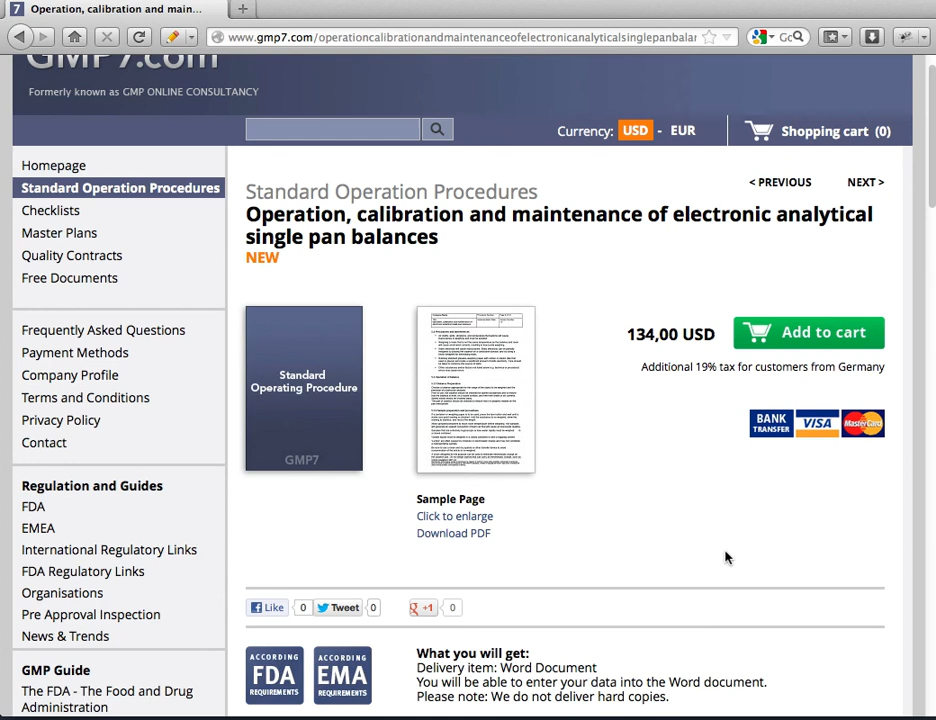 7 Operation, calibration and main...
www.gmp7.com/operationcalibrationandmaintenanceofelectronicanalyticalsinglepanbalar
GMP7.com
Formerly known as GMP ONLINE CONSULTANCY
Currency: USD - EUR
Shopping cart (0)
Homepage
Standard Operation Procedures
Checklists
Master Plans
Quality Contracts
Free Documents
Frequently Asked Questions
Payment Methods
Company Profile
Terms and Conditions
Privacy Policy
Contact
Regulation and Guides
FDA
EMEA
International Regulatory Links
FDA Regulatory Links
Organisations
Pre Approval Inspection
News & Trends
GMP Guide
The FDA - The Food and Drug
Administration
< PREVIOUS NEXT >
Standard Operation Procedures
Operation, calibration and maintenance of electronic analytical
single pan balances
NEW
Standard
Operating Procedure
GMP7
134,00 USD
Add to cart
Additional 19% tax for customers from Germany
BANK
TRANSFER
VISA
MasterCard
Sample Page
Click to enlarge
Download PDF
Like 0 Tweet 0 +1 0
ACCORDING
FDA
REQUIREMENTS
ACCORDING
EMA
REQUIREMENTS
What you will get:
Delivery item: Word Document
You will be able to enter your data into the Word document.
Please note: We do not deliver hard copies.